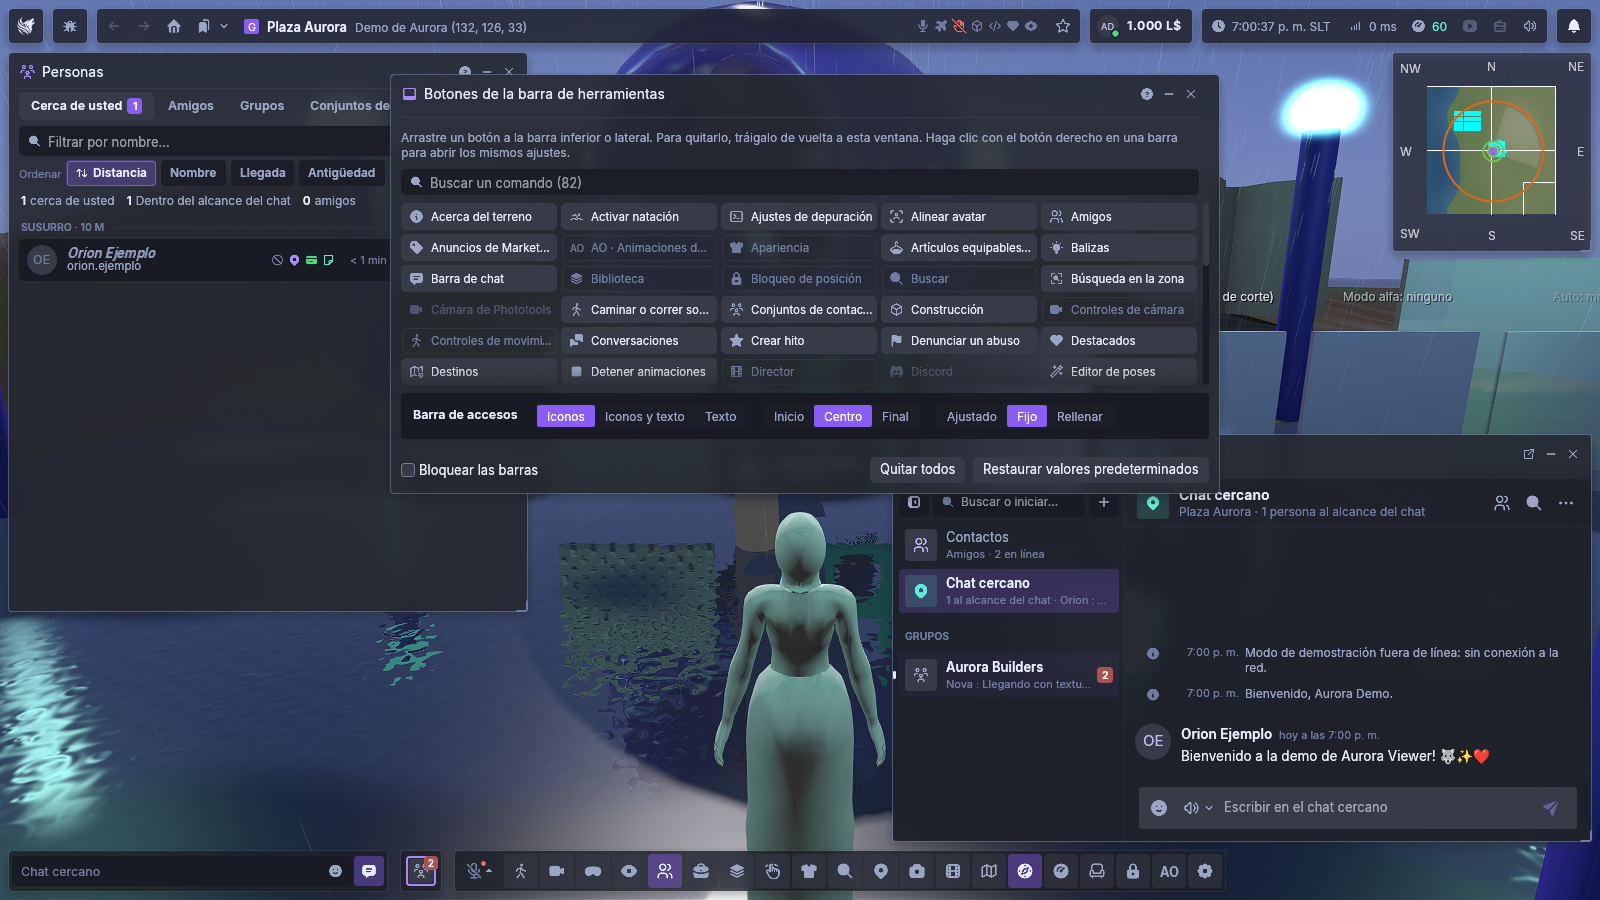 Plaza Aurora Demo de Aurora (132, 126, 33)
AD 1.000 L$
7:00:37 p. m. SLT 0 ms 60
Personas
Cerca de usted 1 Amigos Grupos Conjuntos de
Filtrar por nombre...
Ordenar Distancia Nombre Llegada Antigüedad
1 cerca de usted 1 Dentro del alcance del chat 0 amigos
SUSURRO · 10 M
OE Orion Ejemplo
orion.ejemplo
< 1 min
Botones de la barra de herramientas
Arrastre un botón a la barra inferior o lateral. Para quitarlo, tráigalo de vuelta a esta ventana. Haga clic con el botón derecho en una barra
para abrir los mismos ajustes.
Buscar un comando (82)
Acerca del terreno Activar natación Ajustes de depuración Alinear avatar Amigos
Anuncios de Market... AO AO · Animaciones d... Apariencia Artículos equipables... Balizas
Barra de chat Biblioteca Bloqueo de posición Buscar Búsqueda en la zona
Cámara de Phototools Caminar o correr so... Conjuntos de contac... Construcción Controles de cámara
Controles de movimi... Conversaciones Crear hito Denunciar un abuso Destacados
Destinos Detener animaciones Director Discord Editor de poses
Barra de accesos Iconos Iconos y texto Texto Inicio Centro Final Ajustado Fijo Rellenar
Bloquear las barras Quitar todos Restaurar valores predeterminados
NW N NE
W E
SW S SE
de corte) Modo alfa: ninguno Auto: m
Buscar o iniciar...
Contactos
Amigos · 2 en línea
Chat cercano
1 al alcance del chat · Orion : ...
GRUPOS
Aurora Builders
Nova : Llegando con textu... 2
Chat cercano
Plaza Aurora · 1 persona al alcance del chat
7:00 p. m. Modo de demostración fuera de línea: sin conexión a la
red.
7:00 p. m. Bienvenido, Aurora Demo.
OE Orion Ejemplo hoy a las 7:00 p. m.
Bienvenido a la demo de Aurora Viewer! 🐺✨❤️
Escribir en el chat cercano
Chat cercano
2
AO